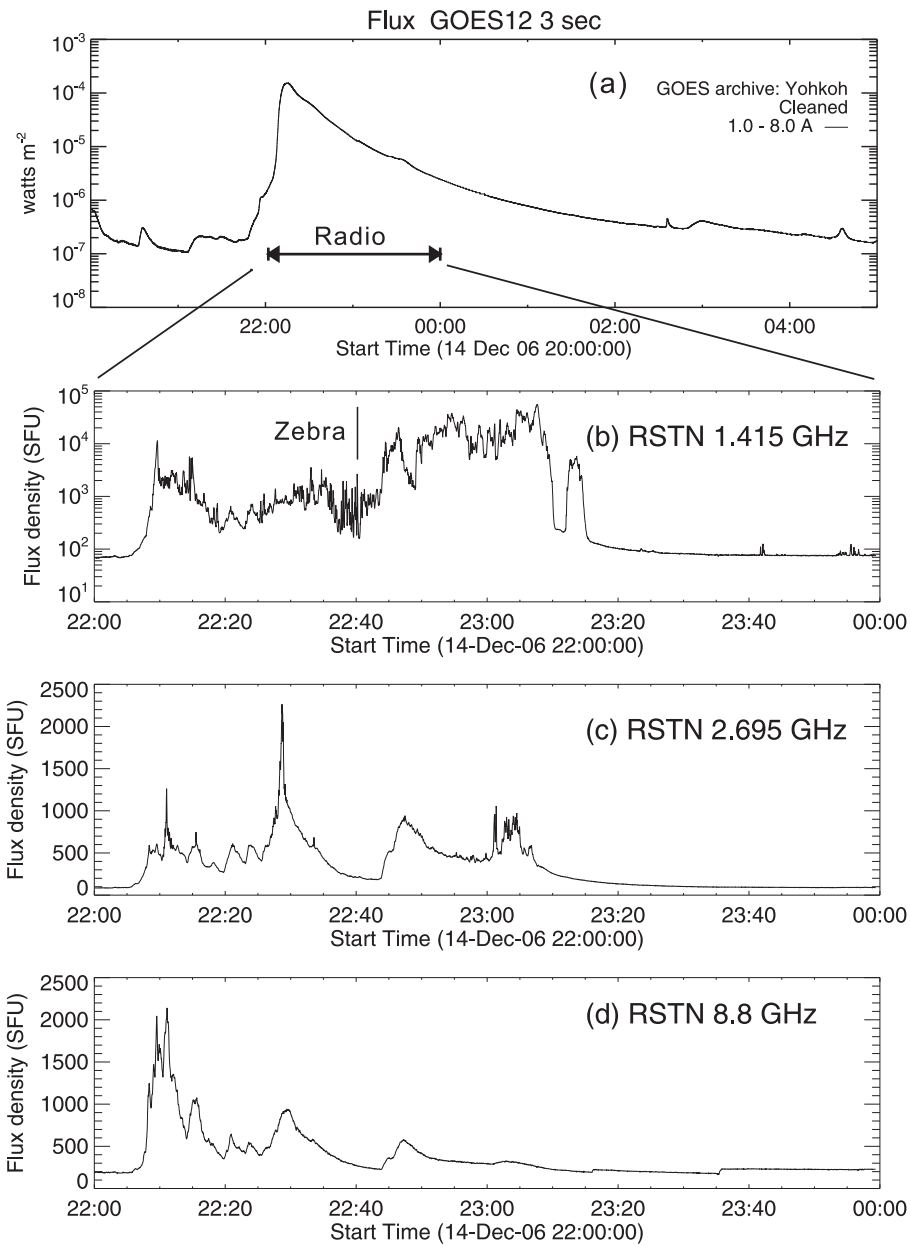 Flux GOES12 3 sec
(a)
GOES archive: Yohkoh
Cleaned
1.0 - 8.0 A
watts m-2
10-3
10-4
10-5
10-6
10-7
10-8
Radio
22:00 00:00 02:00 04:00
Start Time (14 Dec 06 20:00:00)
Flux density (SFU)
10^5
10^4
10^3
10^2
10^1
Zebra
(b) RSTN 1.415 GHz
22:00 22:20 22:40 23:00 23:20 23:40 00:00
Start Time (14-Dec-06 22:00:00)
Flux density (SFU)
2500
2000
1500
1000
500
0
(c) RSTN 2.695 GHz
22:00 22:20 22:40 23:00 23:20 23:40 00:00
Start Time (14-Dec-06 22:00:00)
Flux density (SFU)
2500
2000
1500
1000
500
0
(d) RSTN 8.8 GHz
22:00 22:20 22:40 23:00 23:20 23:40 00:00
Start Time (14-Dec-06 22:00:00)